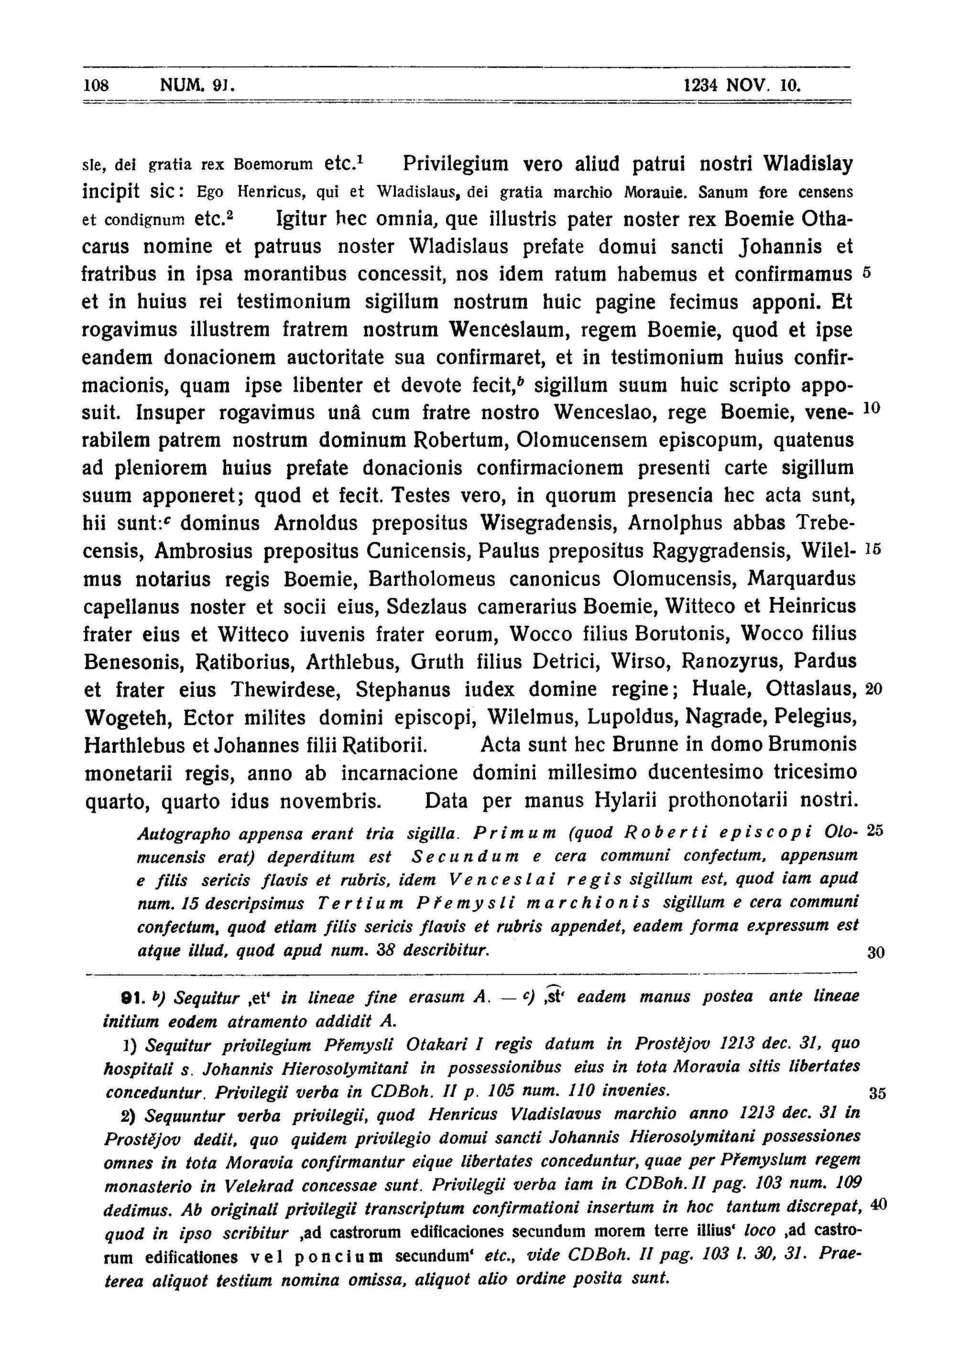 108 NUM. 91. 1234 NOV. 10.
sle, dei gratia rex Boemorum etc.¹ Privilegium vero aliud patrui nostri Wladislay
incipit sic: Ego Henricus, qui et Wladislaus, dei gratia marchio Morauie. Sanum fore censens
et condignum etc.² Igitur hec omnia, que illustris pater noster rex Boemie Otha-
carus nomine et patruus noster Wladislaus prefate domui sancti Johannis et
fratribus in ipsa morantibus concessit, nos idem ratum habemus et confirmamus 5
et in huius rei testimonium sigillum nostrum huic pagine fecimus apponi. Et
rogavimus illustrem fratrem nostrum Wenceslaum, regem Boemie, quod et ipse
eandem donacionem auctoritate sua confirmaret, et in testimonium huius confir-
macionis, quam ipse libenter et devote fecit,ᵇ sigillum suum huic scripto appo-
suit. Insuper rogavimus unâ cum fratre nostro Wenceslao, rege Boemie, vene- 10
rabilem patrem nostrum dominum Robertum, Olomucensem episcopum, quatenus
ad pleniorem huius prefate donacionis confirmacionem presenti carte sigillum
suum apponeret; quod et fecit. Testes vero, in quorum presencia hec acta sunt,
hii sunt:ᶜ dominus Arnoldus prepositus Wisegradensis, Arnolphus abbas Trebe-
censis, Ambrosius prepositus Cunicensis, Paulus prepositus Ragygradensis, Wilel- 15
mus notarius regis Boemie, Bartholomeus canonicus Olomucensis, Marquardus
capellanus noster et socii eius, Sdezlaus camerarius Boemie, Witteco et Heinricus
frater eius et Witteco iuvenis frater eorum, Wocco filius Borutonis, Wocco filius
Benesonis, Ratiborius, Arthlebus, Gruth filius Detrici, Wirso, Ranozyrus, Pardus
et frater eius Thewirdese, Stephanus iudex domine regine; Huale, Ottaslaus, 20
Wogeteh, Ector milites domini episcopi, Wilelmus, Lupoldus, Nagrade, Pelegius,
Harthlebus et Johannes filii Ratiborii. Acta sunt hec Brunne in domo Brumonis
monetarii regis, anno ab incarnacione domini millesimo ducentesimo tricesimo
quarto, quarto idus novembris. Data per manus Hylarii prothonotarii nostri.
Autographo appensa erant tria sigilla. Primum (quod Roberti episcopi Olo- 25
mucensis erat) deperditum est Secundum e cera communi confectum, appensum
e filis sericis flavis et rubris, idem Venceslai regis sigillum est, quod iam apud
num. 15 descripsimus Tertium Přemysli marchionis sigillum e cera communi
confectum, quod etiam filis sericis flavis et rubris appendet, eadem forma expressum est
atque illud, quod apud num. 38 describitur. 30
91. b) Sequitur ‚et‘ in lineae fine erasum A. — c) ‚s͡t‘ eadem manus postea ante lineae
initium eodem atramento addidit A.
1) Sequitur privilegium Přemysli Otakari I regis datum in Prostějov 1213 dec. 31, quo
hospitali s. Johannis Hierosolymitani in possessionibus eius in tota Moravia sitis libertates
conceduntur. Privilegii verba in CDBoh. II p. 105 num. 110 invenies. 35
2) Sequuntur verba privilegii, quod Henricus Vladislavus marchio anno 1213 dec. 31 in
Prostějov dedit, quo quidem privilegio domui sancti Johannis Hierosolymitani possessiones
omnes in tota Moravia confirmantur eique libertates conceduntur, quae per Přemyslum regem
monasterio in Velehrad concessae sunt. Privilegii verba iam in CDBoh. II pag. 103 num. 109
dedimus. Ab originali privilegii transcriptum confirmationi insertum in hoc tantum discrepat, 40
quod in ipso scribitur ‚ad castrorum edificaciones secundum morem terre illius‘ loco ‚ad castro-
rum edificationes vel poncium secundum‘ etc., vide CDBoh. II pag. 103 l. 30, 31. Prae-
terea aliquot testium nomina omissa, aliquot alio ordine posita sunt.